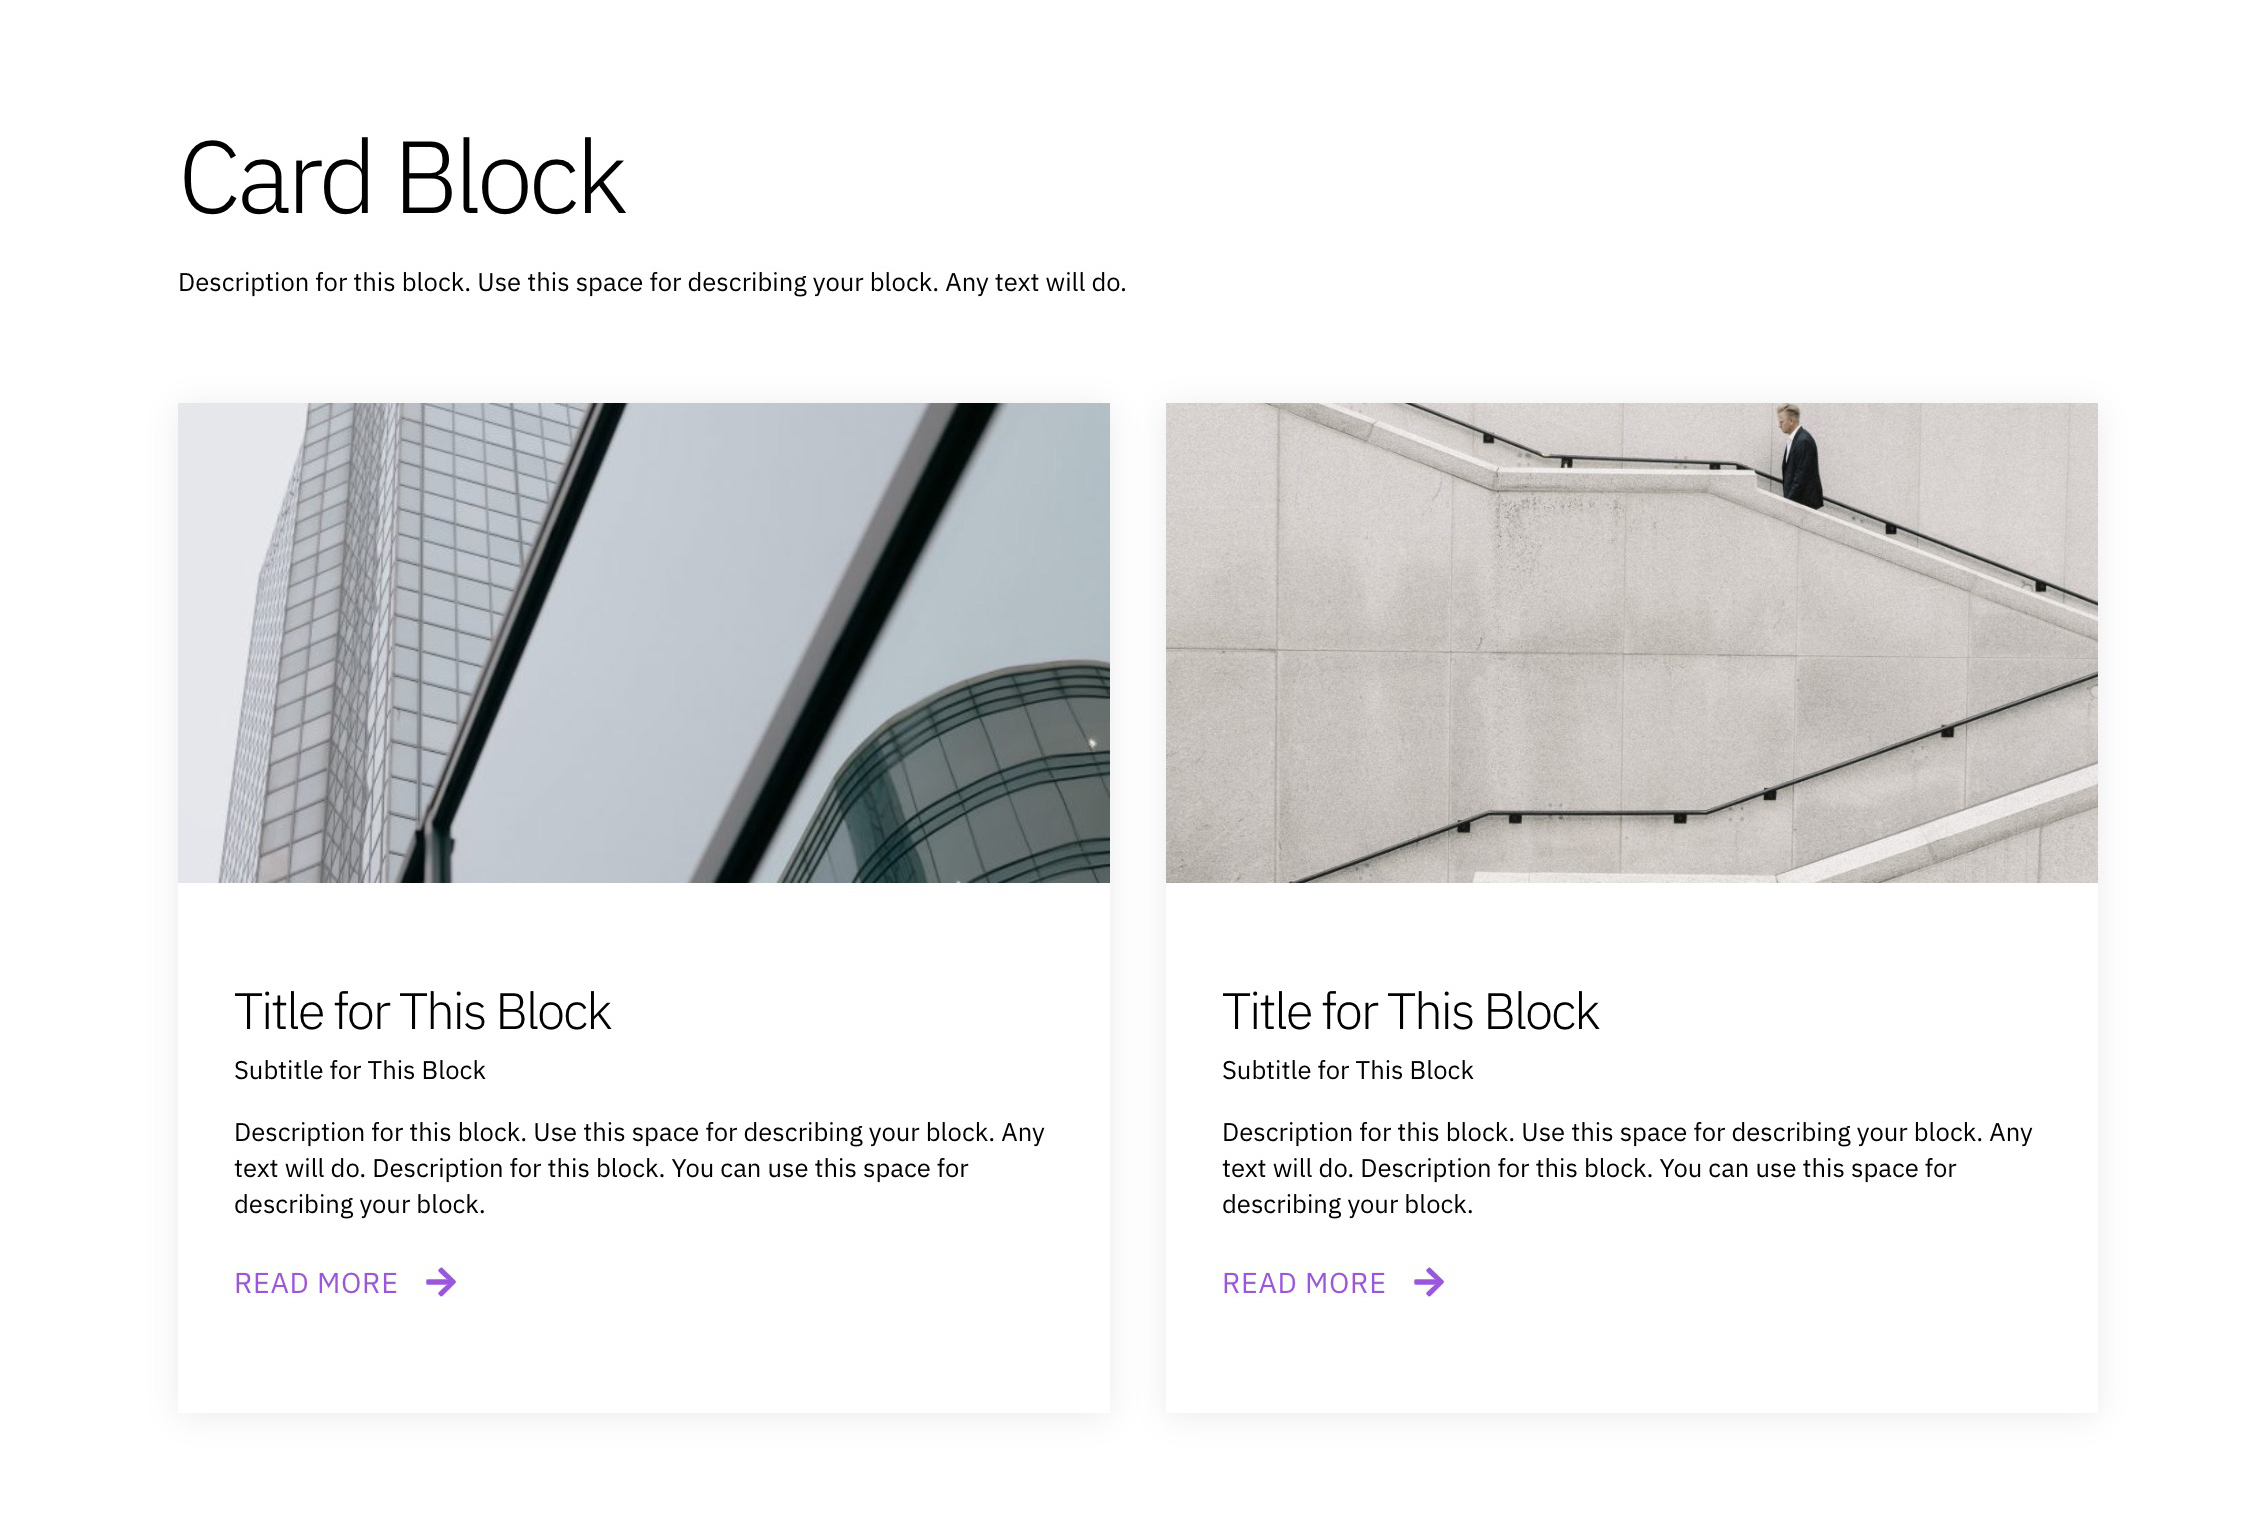 Card Block
Description for this block. Use this space for describing your block. Any text will do.
Title for This Block
Subtitle for This Block
Description for this block. Use this space for describing your block. Any
text will do. Description for this block. You can use this space for
describing your block.
READ MORE
Title for This Block
Subtitle for This Block
Description for this block. Use this space for describing your block. Any
text will do. Description for this block. You can use this space for
describing your block.
READ MORE